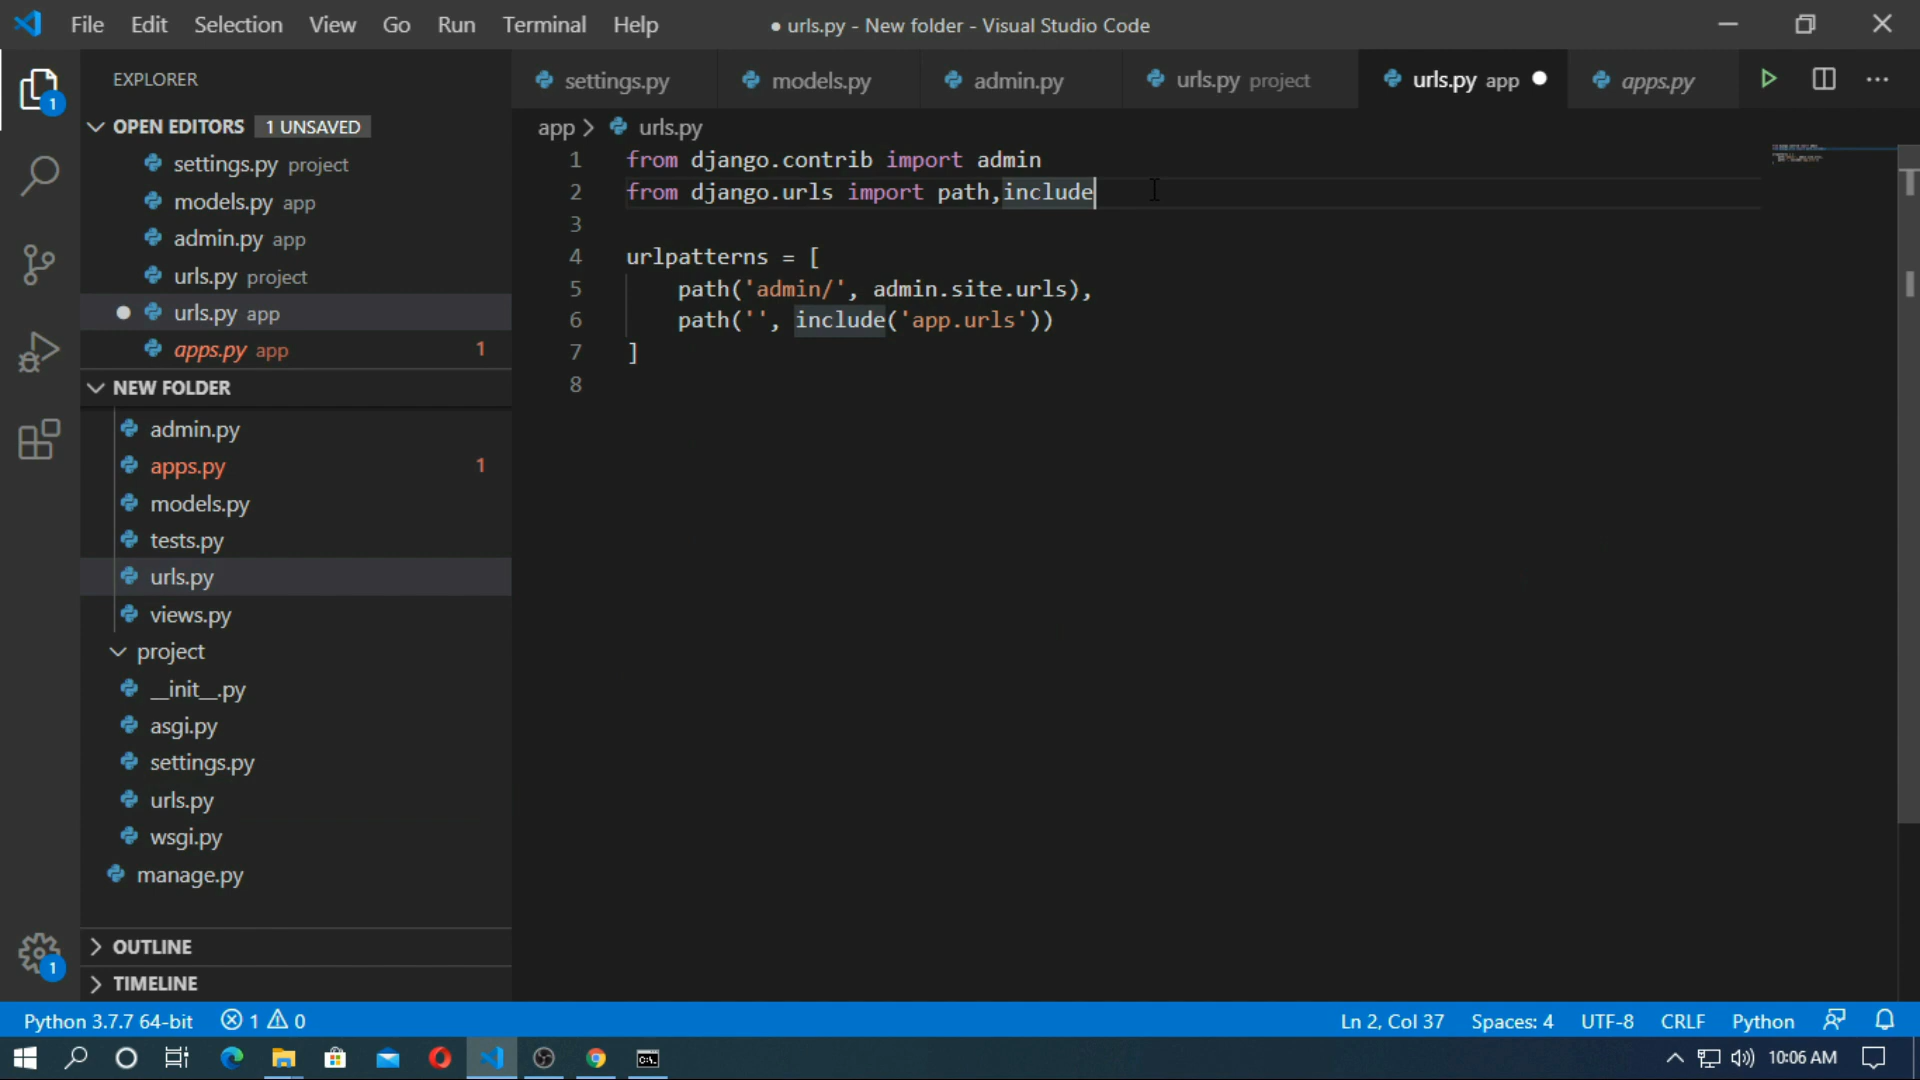 File Edit Selection View Go Run Terminal Help ● urls.py - New folder - Visual Studio Code
EXPLORER
OPEN EDITORS 1 UNSAVED
settings.py project
models.py app
admin.py app
urls.py project
urls.py app
apps.py app 1
NEW FOLDER
admin.py
apps.py 1
models.py
tests.py
urls.py
views.py
project
__init__.py
asgi.py
settings.py
urls.py
wsgi.py
manage.py
OUTLINE
TIMELINE
1
1
settings.py models.py admin.py urls.py project urls.py app apps.py
app > urls.py
1 from django.contrib import admin
2 from django.urls import path,include
3
4 urlpatterns = [
5 path('admin/', admin.site.urls),
6 path('', include('app.urls'))
7 ]
8
Python 3.7.7 64-bit 1 0 Ln 2, Col 37 Spaces: 4 UTF-8 CRLF Python
10:06 AM